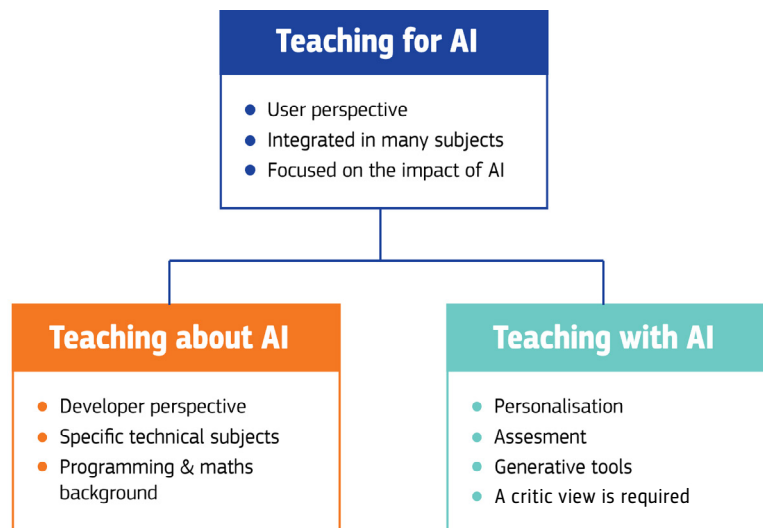 Teaching for AI
User perspective
Integrated in many subjects
Focused on the impact of AI
Teaching about AI
Developer perspective
Specific technical subjects
Programming & maths
background
Teaching with AI
Personalisation
Assesment
Generative tools
A critic view is required